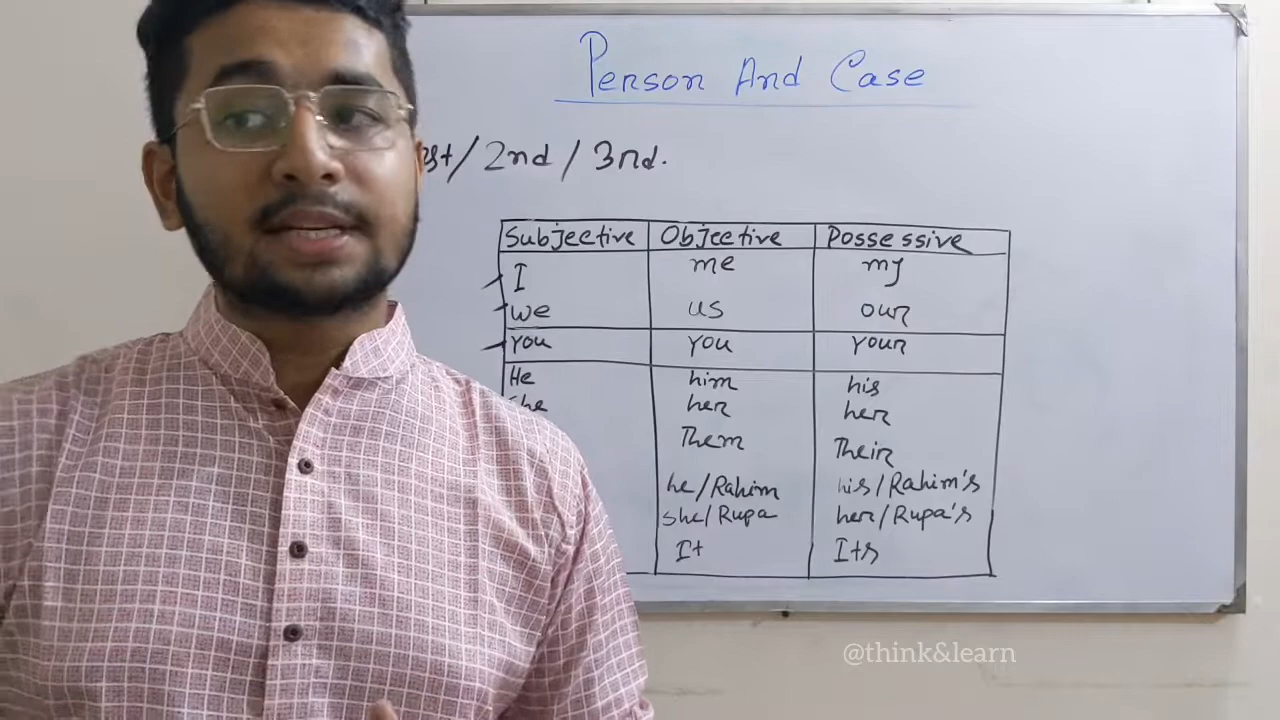 Person And Case
st/2nd/3rd.
Subjective Objective Possessive
I me my
we us our
You You Your
He him his
She her her
Them Their
he/Rahim his/Rahim's
she/Rupa her/Rupa's
It Its
@think&learn